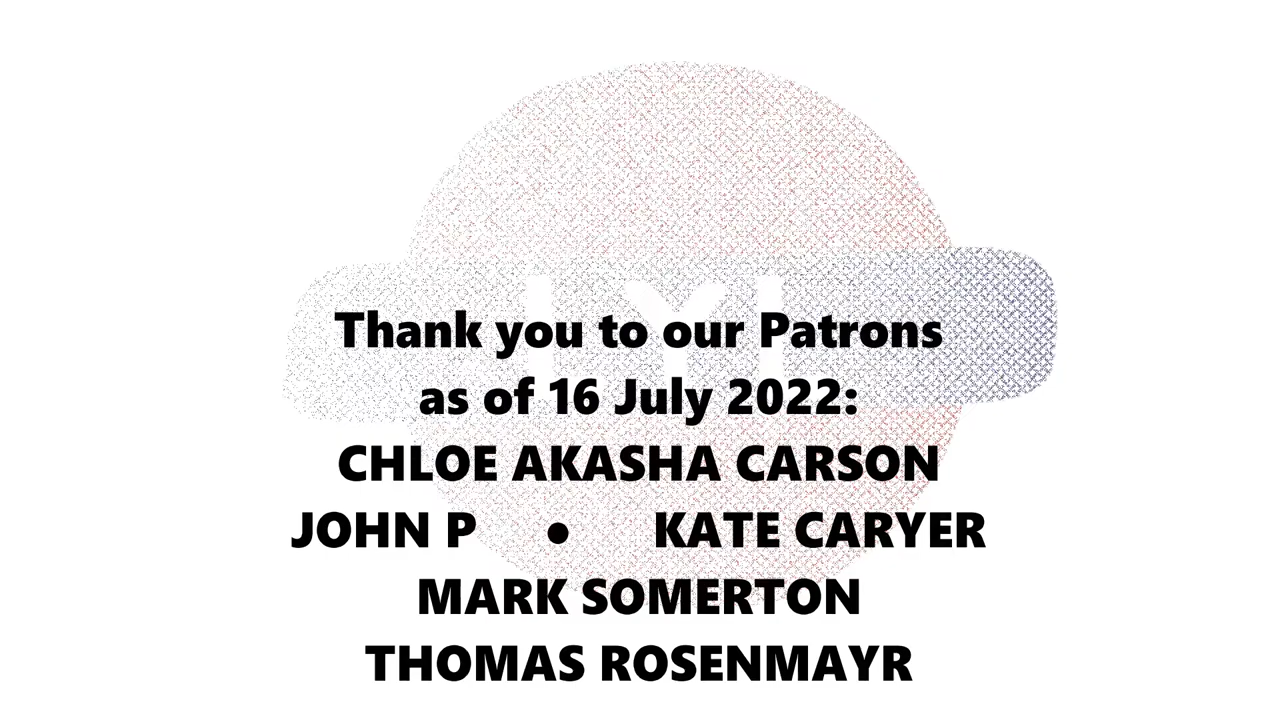 Thank you to our Patrons
as of 16 July 2022:
CHLOE AKASHA CARSON
JOHN P • KATE CARYER
MARK SOMERTON
THOMAS ROSENMAYR